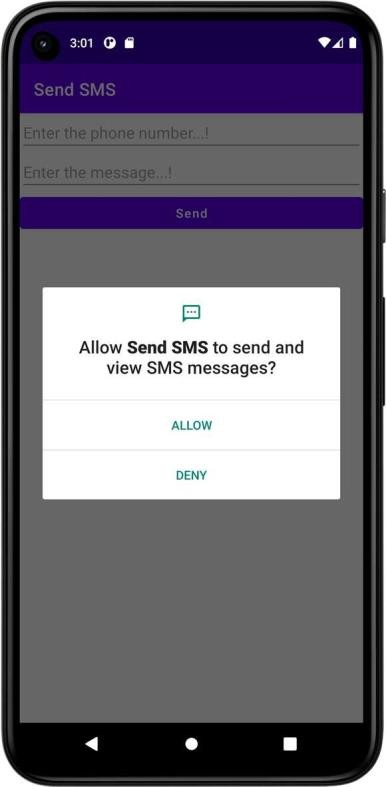 3:01
Send SMS
Enter the phone number...!
Enter the message...!
Send
Allow Send SMS to send and
view SMS messages?
ALLOW
DENY